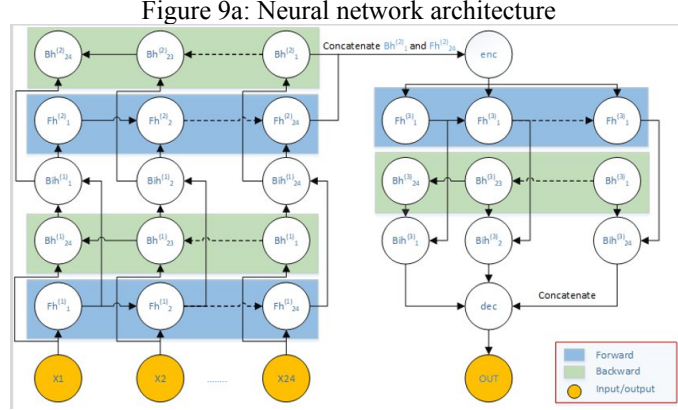 Figure 9a: Neural network architecture
Bh⁽²⁾₂₄ Bh⁽²⁾₂₃ Bh⁽²⁾₁ Concatenate Bh⁽²⁾₁ and Fh⁽²⁾₂₄ enc
Fh⁽²⁾₁ Fh⁽²⁾₂ Fh⁽²⁾₂₄ Fh⁽³⁾₁ Fh⁽³⁾₁ Fh⁽³⁾₁
Bih⁽¹⁾₁ Bih⁽¹⁾₂ Bih⁽¹⁾₂₄ Bh⁽³⁾₂₄ Bh⁽³⁾₂₃ Bh⁽³⁾₁
Bh⁽¹⁾₂₄ Bh⁽¹⁾₂₃ Bh⁽¹⁾₁ Bih⁽³⁾₁ Bih⁽³⁾₂ Bih⁽³⁾₂₄
Fh⁽¹⁾₁ Fh⁽¹⁾₂ Fh⁽¹⁾₂₄ dec Concatenate
X1 X2 ........ X24 OUT
Forward
Backward
Input/output